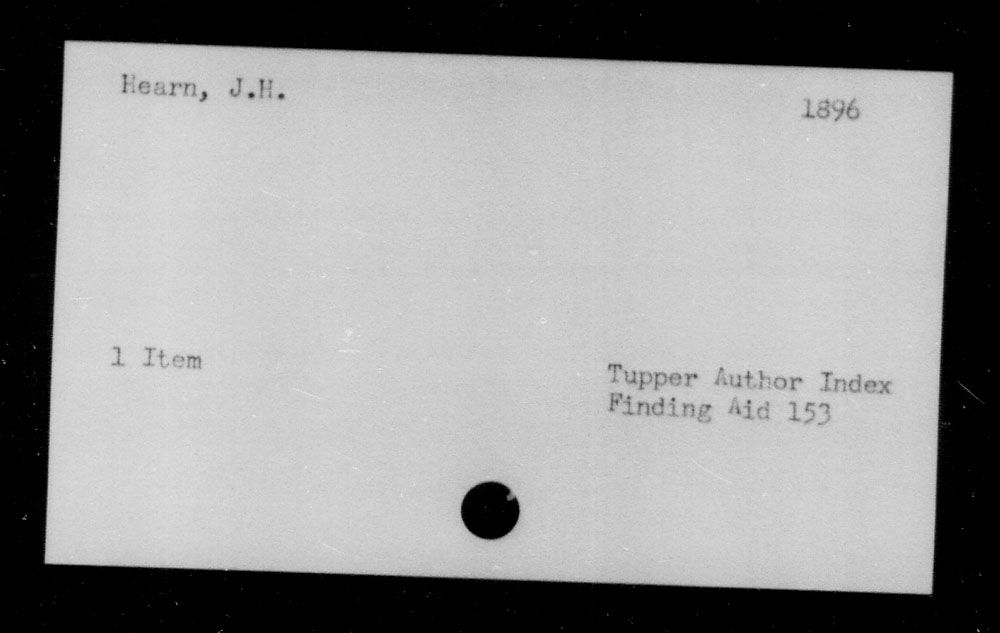 Hearn, J.H.
1896
1 Item
Tupper Author Index
Finding Aid 153